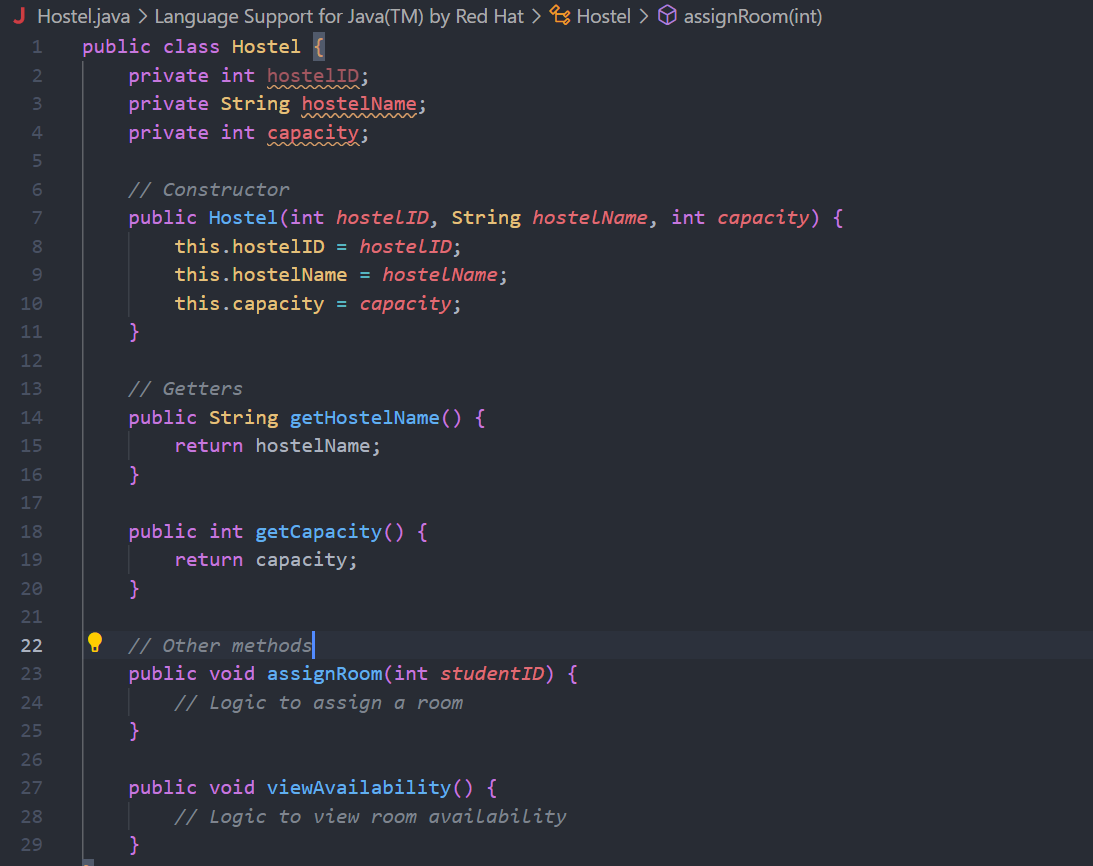 J Hostel.java > Language Support for Java(TM) by Red Hat > Hostel > assignRoom(int)
1 public class Hostel {
2     private int hostelID;
3     private String hostelName;
4     private int capacity;
5
6     // Constructor
7     public Hostel(int hostelID, String hostelName, int capacity) {
8         this.hostelID = hostelID;
9         this.hostelName = hostelName;
10         this.capacity = capacity;
11     }
12
13     // Getters
14     public String getHostelName() {
15         return hostelName;
16     }
17
18     public int getCapacity() {
19         return capacity;
20     }
21
22     // Other methods
23     public void assignRoom(int studentID) {
24         // Logic to assign a room
25     }
26
27     public void viewAvailability() {
28         // Logic to view room availability
29     }